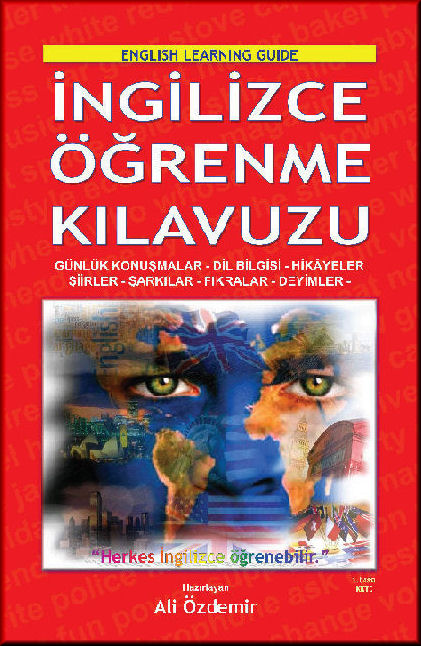 ENGLISH LEARNING GUIDE
İNGİLİZCE
ÖĞRENME
KILAVUZU
GÜNLÜK KONUŞMALAR - DİL BİLGİSİ - HİKÂYELER
ŞİİRLER - ŞARKILAR - FIKRALAR - DEYİMLER -
"Herkes İngilizce öğrenebilir."
Hazırlayan
Ali Özdemir